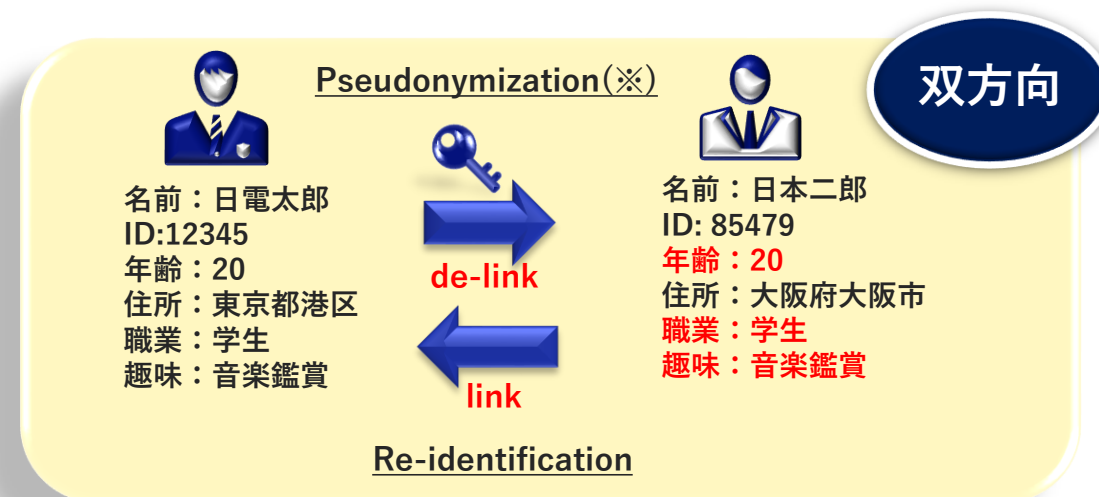 双方向
Pseudonymization(※)
名前：日電太郎
ID:12345
年齢：20
住所：東京都港区
職業：学生
趣味：音楽鑑賞
de-link
link
名前：日本二郎
ID: 85479
年齢：20
住所：大阪府大阪市
職業：学生
趣味：音楽鑑賞
Re-identification